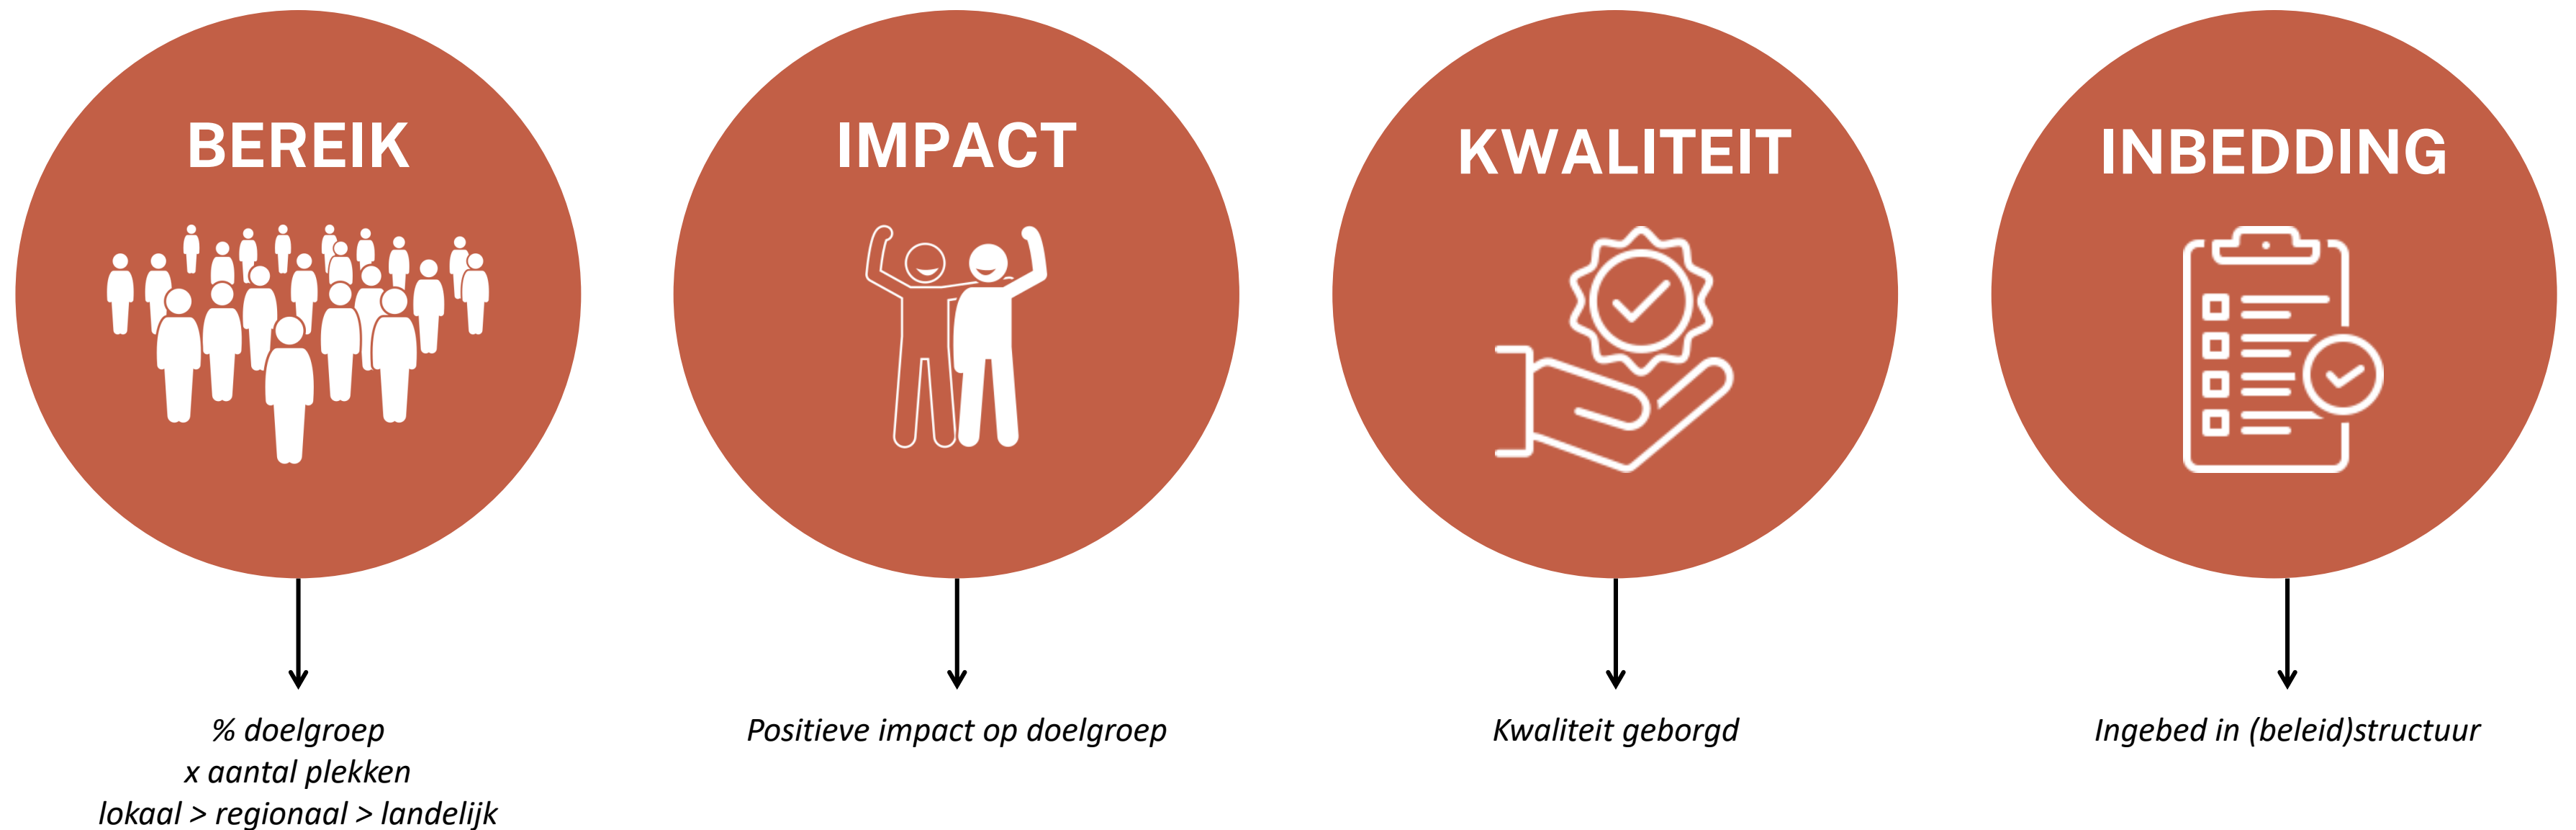 BEREIK
% doelgroep
x aantal plekken
lokaal > regionaal > landelijk
IMPACT
Positieve impact op doelgroep
KWALITEIT
Kwaliteit geborgd
INBEDDING
Ingebed in (beleid)structuur